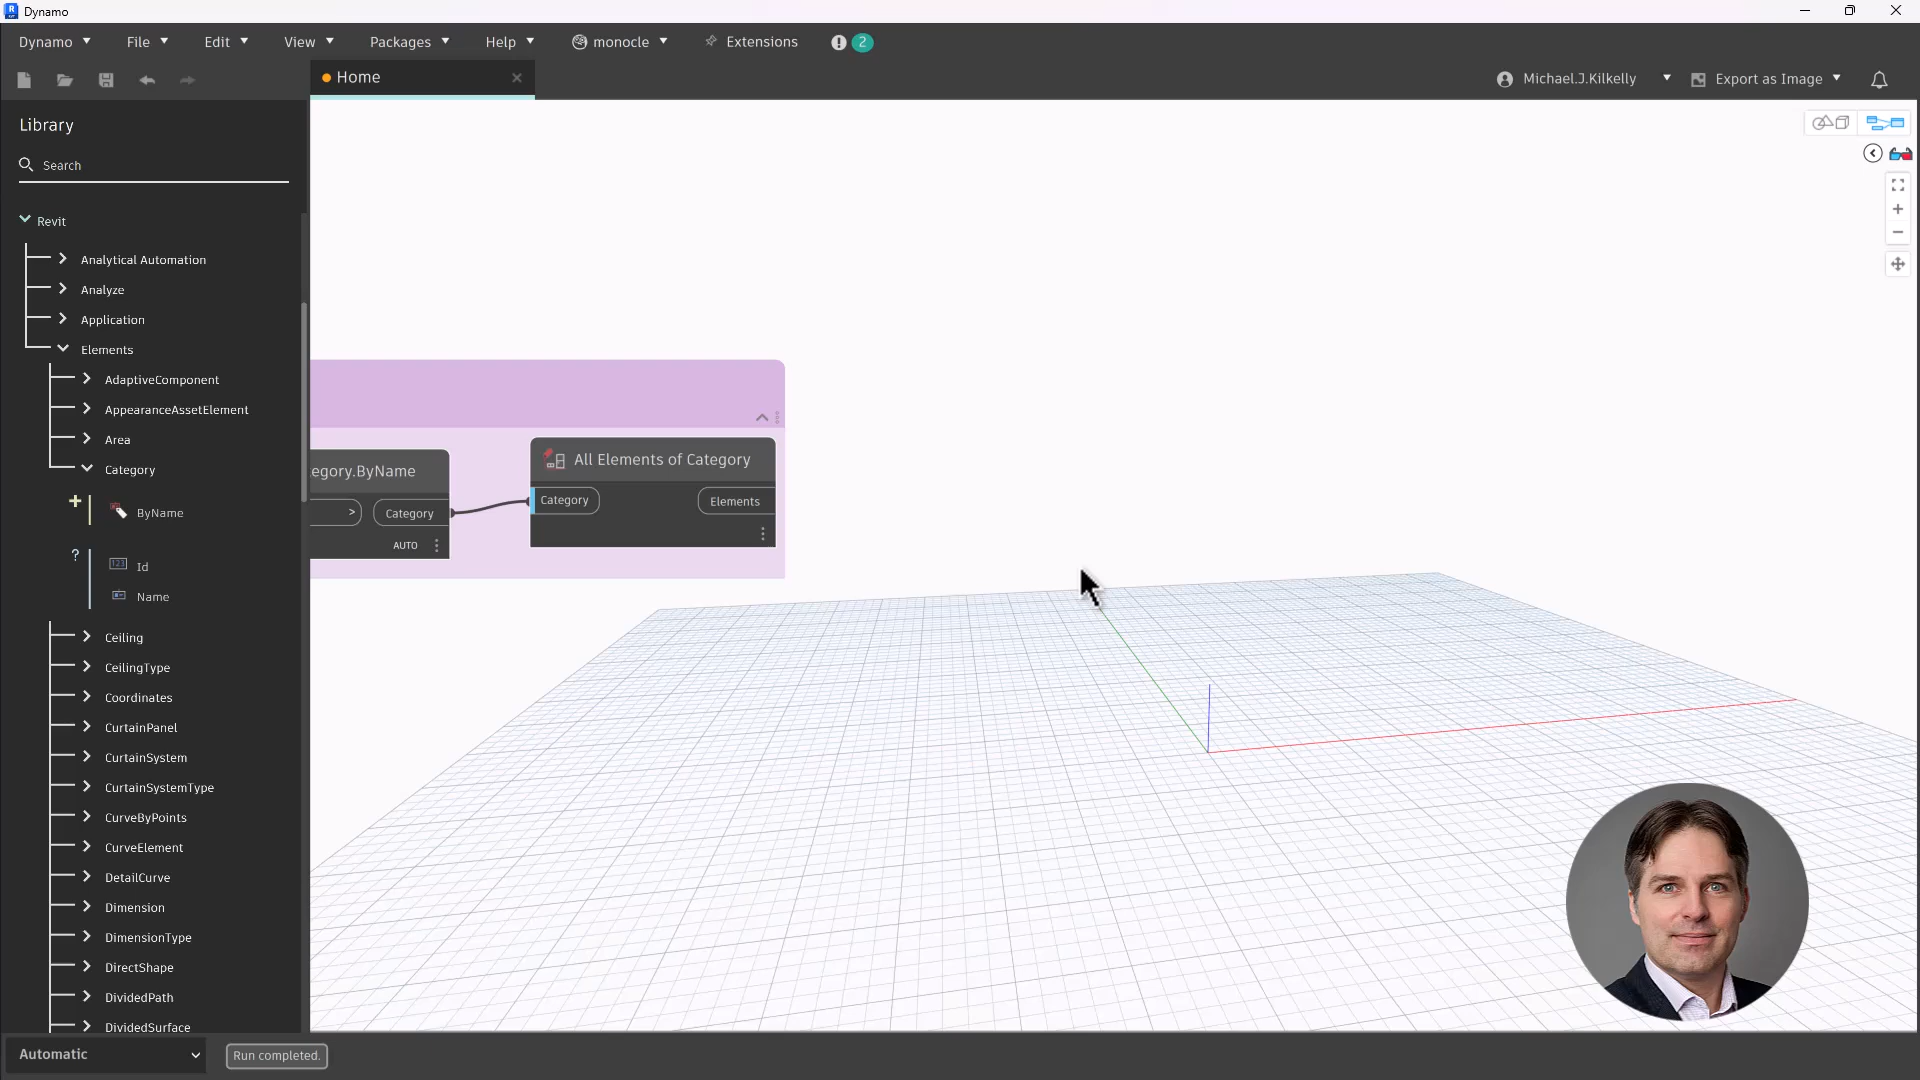 Dynamo
Dynamo File Edit View Packages Help monocle Extensions ! 2
Home
Michael.J.Kilkelly Export as Image
Library
Search
Revit
Analytical Automation
Analyze
Application
Elements
AdaptiveComponent
AppearanceAssetElement
Area
Category
ByName
? 123 Id
Name
Ceiling
CeilingType
Coordinates
CurtainPanel
CurtainSystem
CurtainSystemType
CurveByPoints
CurveElement
DetailCurve
Dimension
DimensionType
DirectShape
DividedPath
DividedSurface
egory.ByName
> Category
AUTO
All Elements of Category
Category Elements
Automatic Run completed.